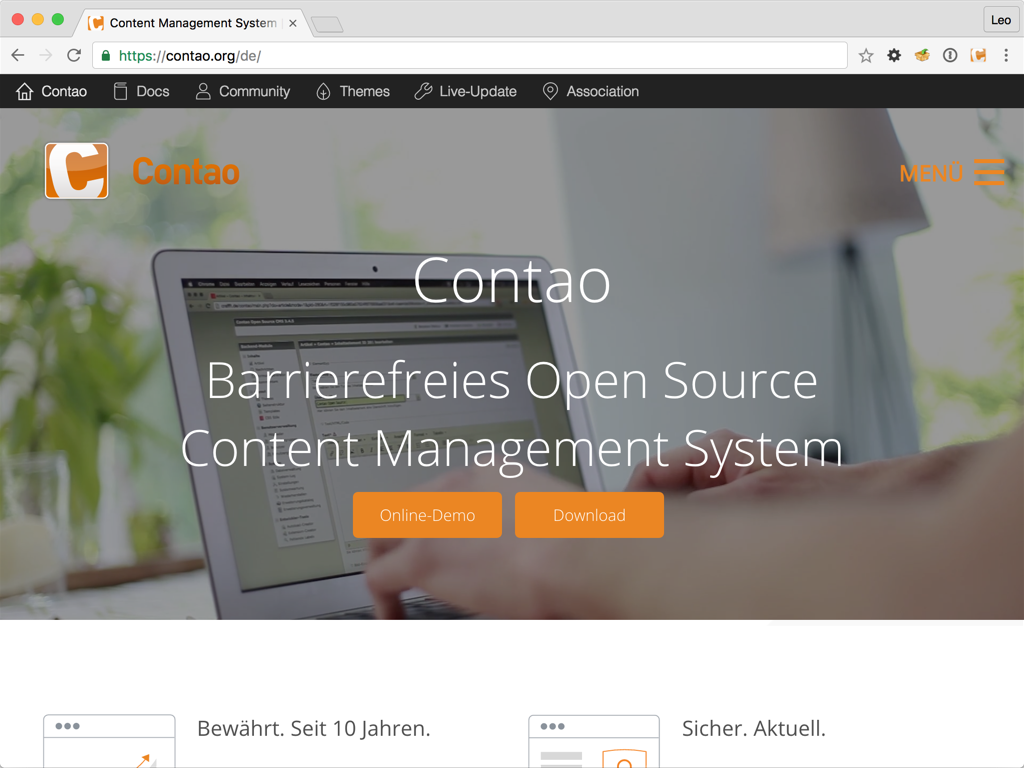 Content Management System
Leo
https://contao.org/de/
Contao
Docs
Community
Themes
Live-Update
Association
Contao
MENÜ
Contao
Barrierefreies Open Source
Content Management System
Online-Demo
Download
Bewährt. Seit 10 Jahren.
Sicher. Aktuell.